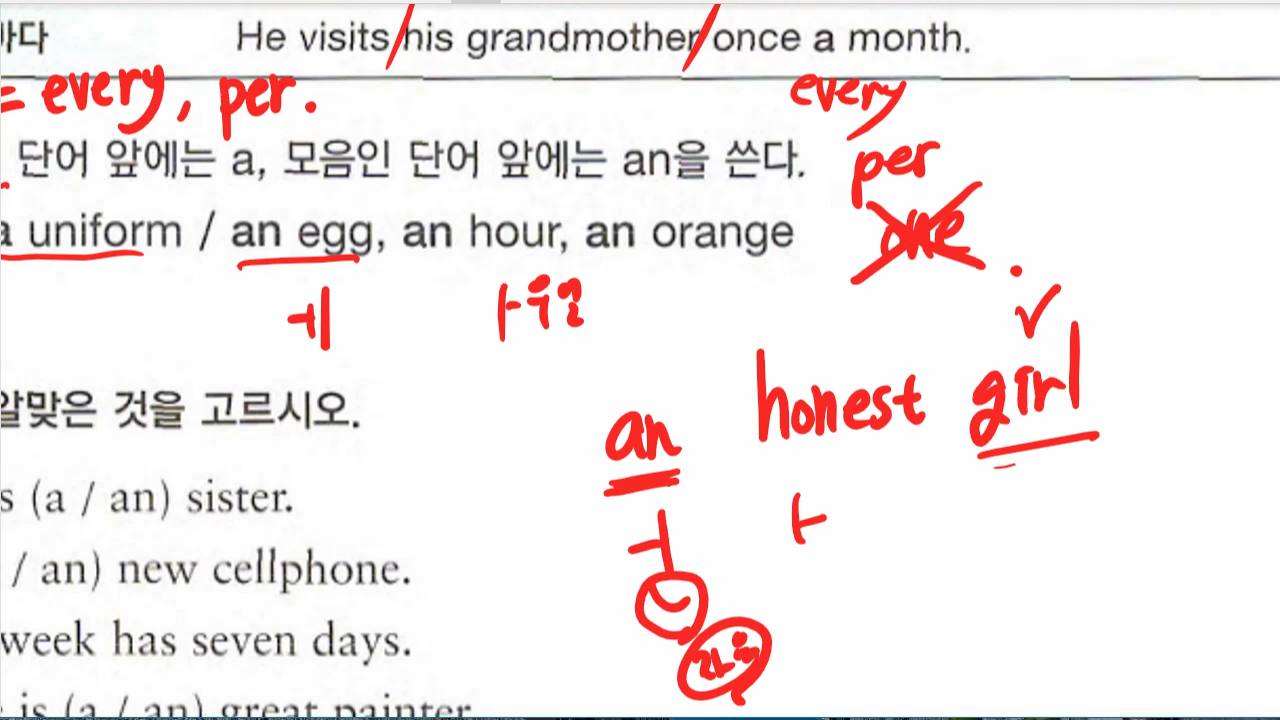 바다 He visits his grandmother once a month.
= every, per. every
단어 앞에는 a, 모음인 단어 앞에는 an을 쓴다. per
a uniform / an egg, an hour, an orange one
ㅔ ㅏ
an honest girl
알맞은 것을 고르시오.
s (a / an) sister.
ㅓ ㅏ
/ an) new cellphone.
week has seven days.
is (a / an) great painter